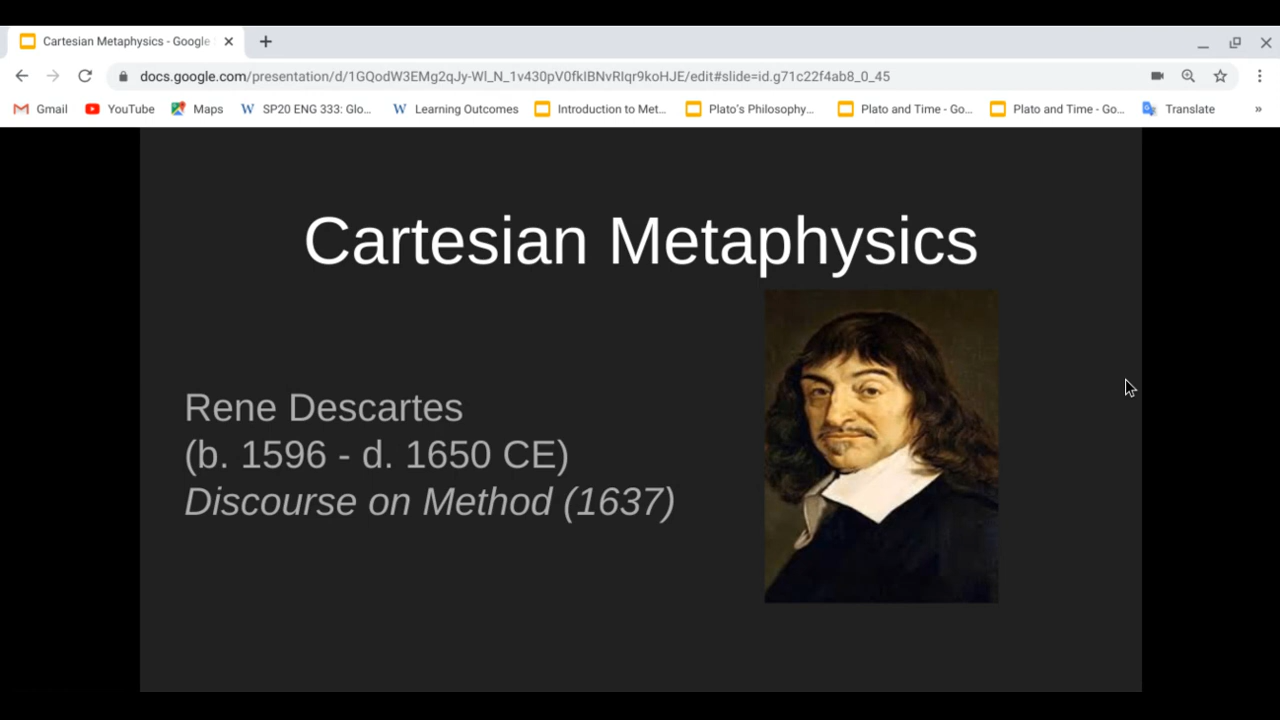 Cartesian Metaphysics - Google
docs.google.com/presentation/d/1GQodW3EMg2qJy-Wl_N_1v430pV0fkIBNvRIqr9koHJE/edit#slide=id.g71c22f4ab8_0_45
Gmail YouTube Maps SP20 ENG 333: Glo... Learning Outcomes Introduction to Met... Plato's Philosophy... Plato and Time - Go... Plato and Time - Go... Translate »
Cartesian Metaphysics
Rene Descartes
(b. 1596 - d. 1650 CE)
Discourse on Method (1637)